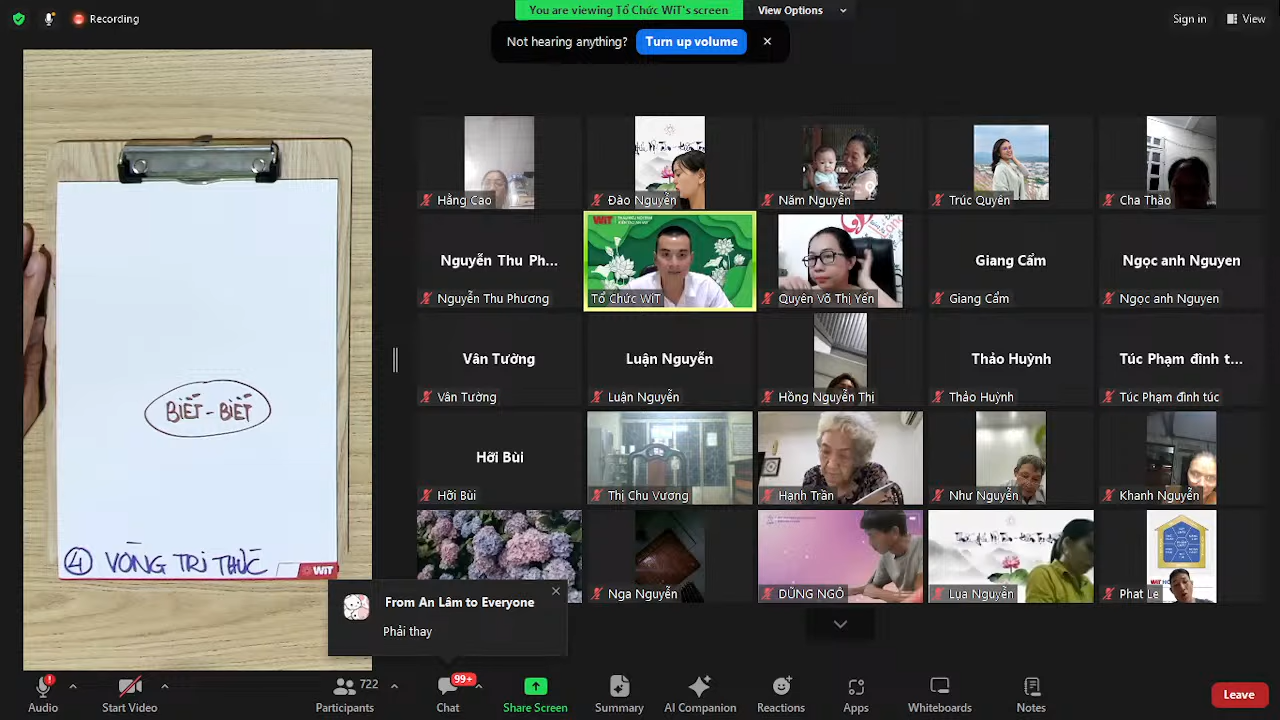 You are viewing Tổ Chức WiT's screen
View Options
Recording
Sign in
View
Not hearing anything?
Turn up volume
BIẾT - BIẾT
④ VÒNG TRI THỨC
WiT
Hằng Cao
Đào Nguyễn
Năm Nguyễn
Trúc Quyên
Cha Thảo
Nguyễn Thu Ph...
Nguyễn Thu Phương
WiT
Tổ Chức WiT
Quyên Võ Thị Yến
Giang Cẩm
Giang Cẩm
Ngọc anh Nguyen
Ngọc anh Nguyen
Vân Tường
Vân Tường
Luận Nguyễn
Luận Nguyễn
Hồng Nguyễn Thị
Thảo Huỳnh
Thảo Huỳnh
Túc Phạm đình t...
Túc Phạm đình túc
Hỡi Bùi
Hỡi Bùi
Thị Chu Vương
Hạnh Trần
Như Nguyễn
Khanh Nguyễn
Nga Nguyễn
DŨNG NGÔ
Lụa Nguyễn
Phat Le
From An Lâm to Everyone
Phải thay
Audio
Start Video
722
Participants
99+
Chat
Share Screen
Summary
AI Companion
Reactions
Apps
Whiteboards
Notes
Leave